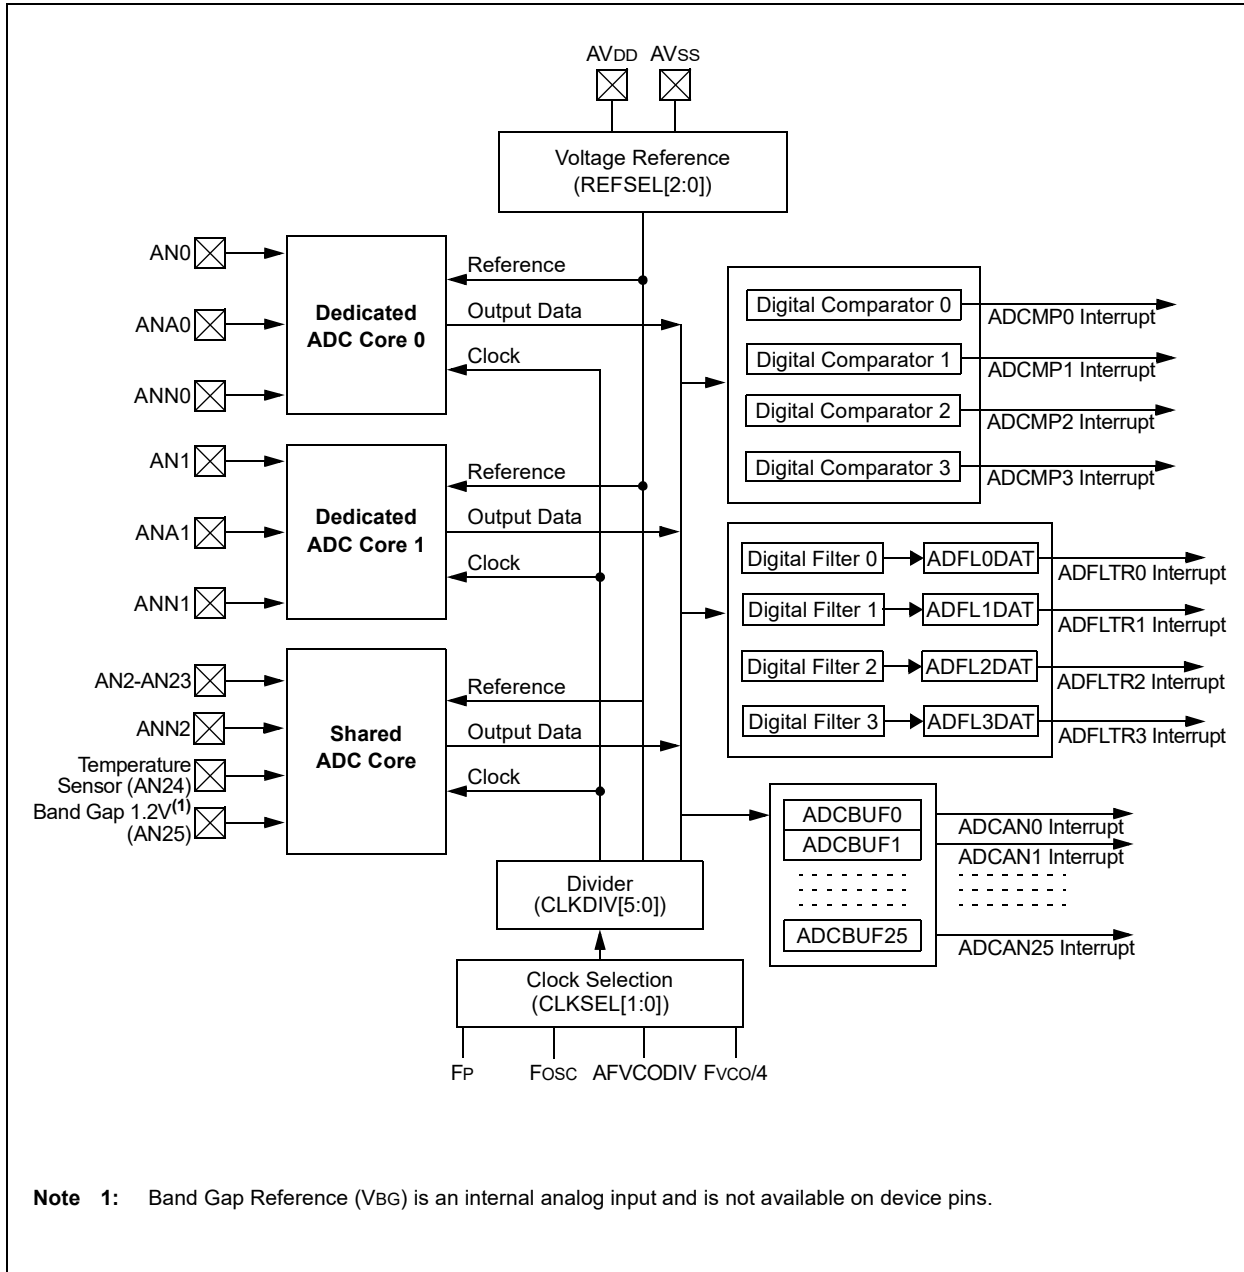 AVDD AVSS
Voltage Reference
(REFSEL[2:0])
AN0
ANA0
ANN0
Dedicated
ADC Core 0
Reference
Output Data
Clock
AN1
ANA1
ANN1
Dedicated
ADC Core 1
Reference
Output Data
Clock
AN2-AN23
ANN2
Temperature
Sensor (AN24)
Band Gap 1.2V(1)
(AN25)
Shared
ADC Core
Reference
Output Data
Clock
Digital Comparator 0
ADCMP0 Interrupt
Digital Comparator 1
ADCMP1 Interrupt
Digital Comparator 2
ADCMP2 Interrupt
Digital Comparator 3
ADCMP3 Interrupt
Digital Filter 0 ADFL0DAT
ADFLTR0 Interrupt
Digital Filter 1 ADFL1DAT
ADFLTR1 Interrupt
Digital Filter 2 ADFL2DAT
ADFLTR2 Interrupt
Digital Filter 3 ADFL3DAT
ADFLTR3 Interrupt
ADCBUF0
ADCAN0 Interrupt
ADCBUF1
ADCAN1 Interrupt
ADCBUF25
ADCAN25 Interrupt
Divider
(CLKDIV[5:0])
Clock Selection
(CLKSEL[1:0])
FP FOSC AFVCODIV FVCO/4
Note 1: Band Gap Reference (VBG) is an internal analog input and is not available on device pins.